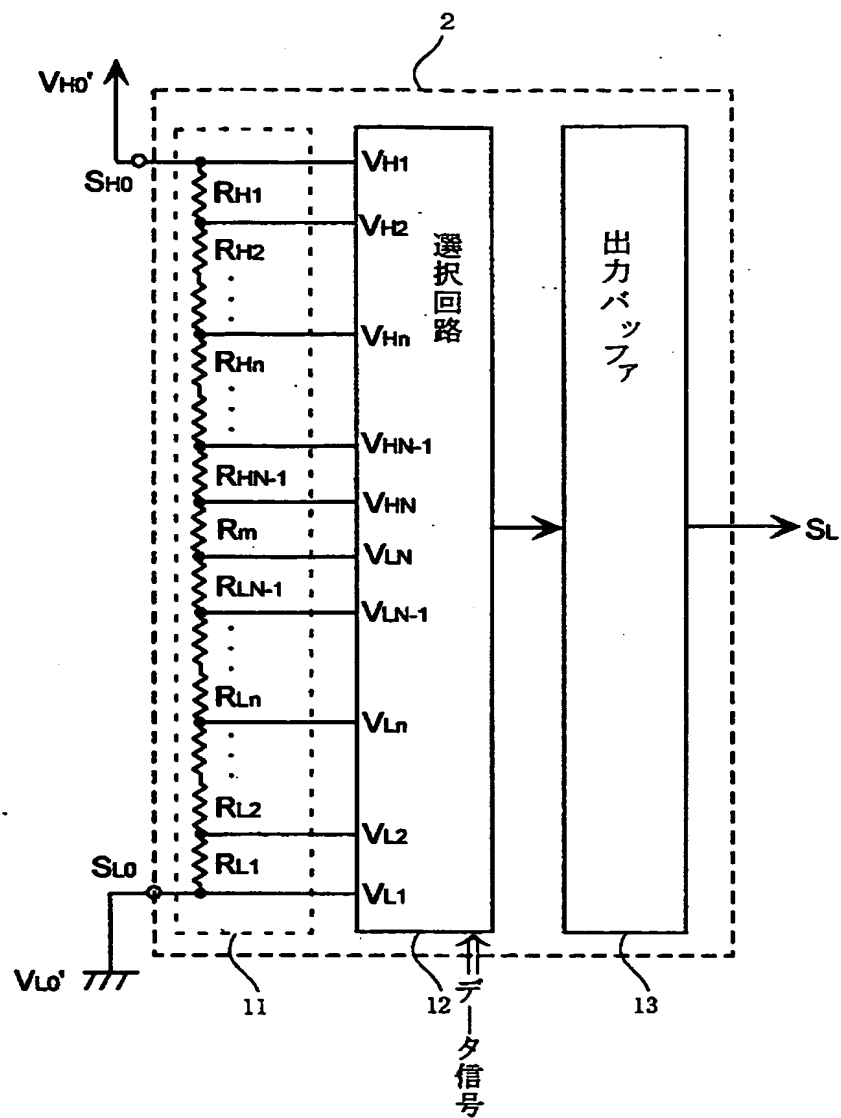 2
VH0'
SH0
RH1
VH1
RH2
VH2
RHn
VHn
VHN-1
RHN-1
VHN
Rm
VLN
RLN-1
VLN-1
RLn
VLn
RL2
VL2
RL1
VL1
SL0
VL0'
選択回路
出力バッファ
SL
11
12
13
データ信号